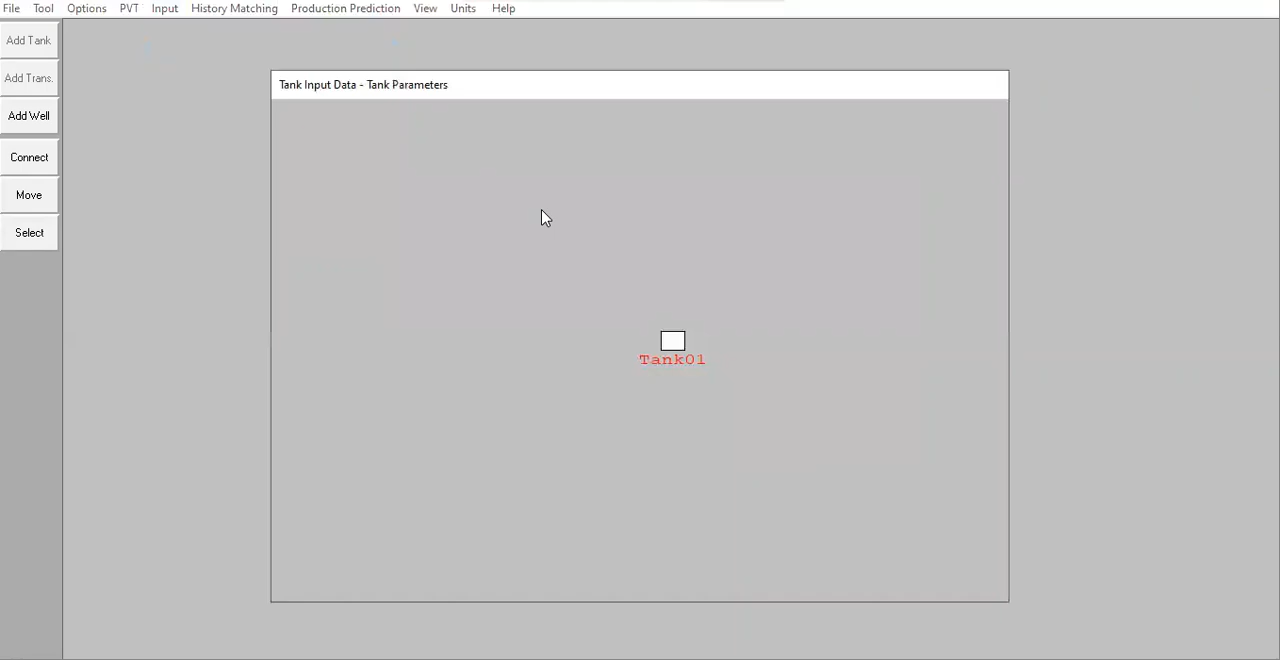 File Tool Options PVT Input History Matching Production Prediction View Units Help
Add Tank
Add Trans.
Add Well
Connect
Move
Select
Tank Input Data - Tank Parameters
Tank01